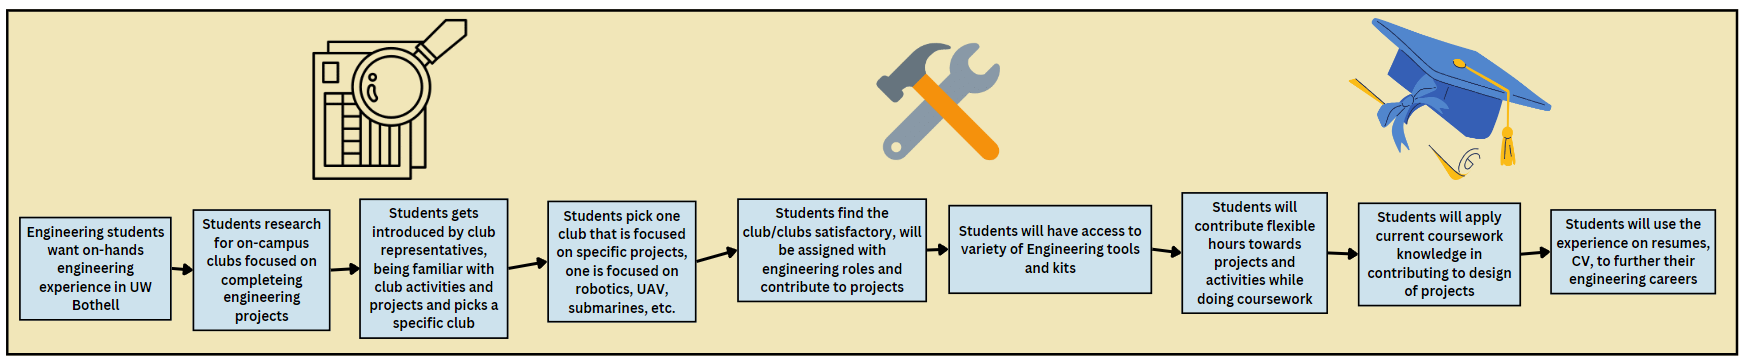 Engineering students
want on-hands
engineering
experience in UW
Bothell
Students research
for on-campus
clubs focused on
completeing
engineering
projects
Students gets
introduced by club
representatives,
being familiar with
club activities and
projects and picks a
specific club
Students pick one
club that is focused
on specific projects,
one is focused on
robotics, UAV,
submarines, etc.
Students find the
club/clubs satisfactory, will
be assigned with
engineering roles and
contribute to projects
Students will have access to
variety of Engineering tools
and kits
Students will
contribute flexible
hours towards
projects and
activities while
doing coursework
Students will apply
current coursework
knowledge in
contributing to design
of projects
Students will use the
experience on resumes,
CV, to further their
engineering careers